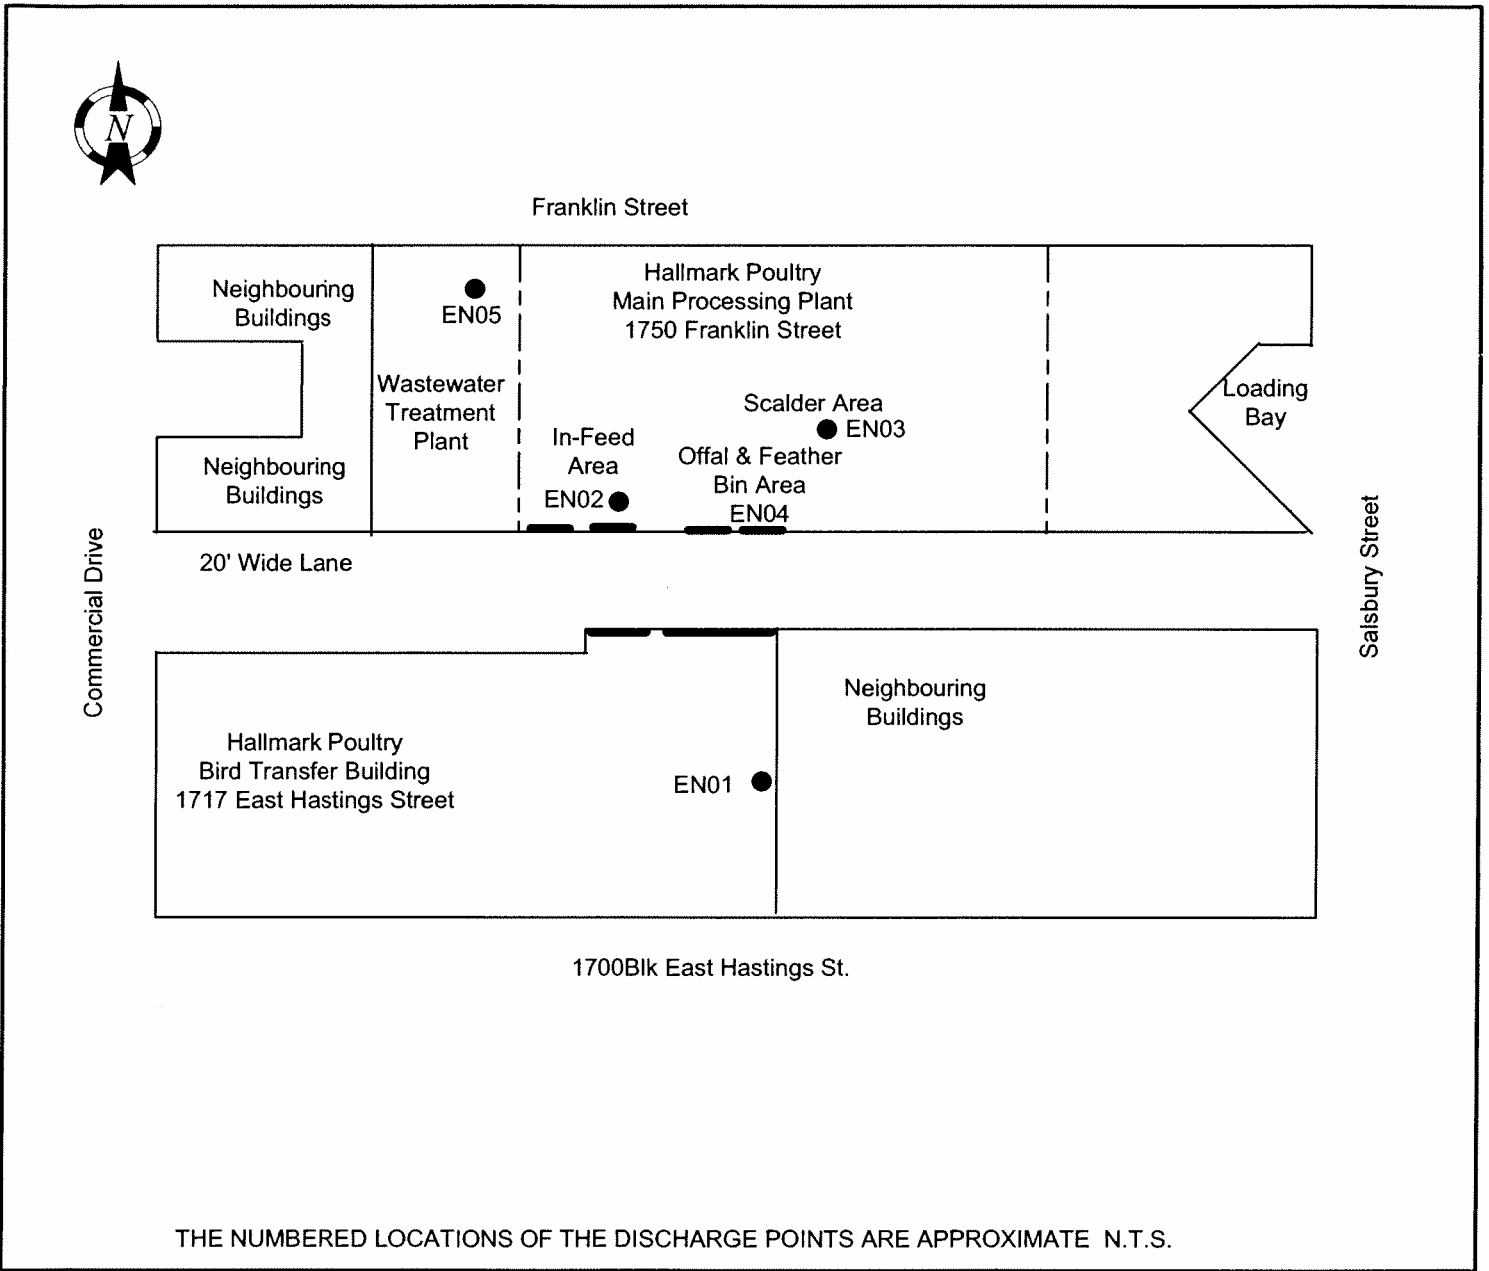 N
Franklin Street
Neighbouring
Buildings
EN05
Hallmark Poultry
Main Processing Plant
1750 Franklin Street
Wastewater
Treatment
Plant
Scalder Area
EN03
Loading
Bay
In-Feed
Area
EN02
Offal & Feather
Bin Area
EN04
Neighbouring
Buildings
20' Wide Lane
Commercial Drive
Salsbury Street
Neighbouring
Buildings
Hallmark Poultry
Bird Transfer Building
1717 East Hastings Street
EN01
1700Blk East Hastings St.
THE NUMBERED LOCATIONS OF THE DISCHARGE POINTS ARE APPROXIMATE N.T.S.